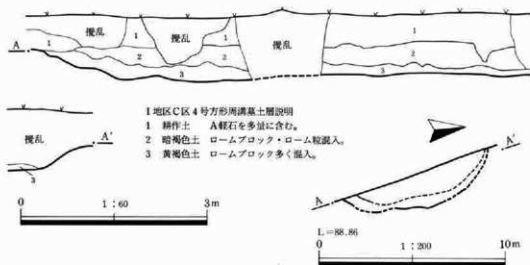 攪乱
攪乱
攪乱
1
1
1
2
2
3
1
2
3
A
攪乱
A'
3
I地区C区4号方形周溝墓土層説明
1 耕作土 A軽石を多量に含む。
2 暗褐色土 ロームブロック・ローム粒混入。
3 黄褐色土 ロームブロック多く混入。
A
A'
0 1:60 3m
L=88.86
0 1:200 10m